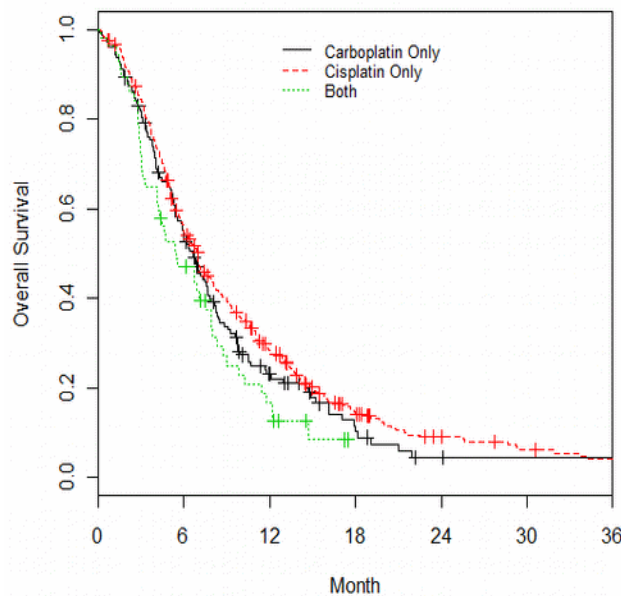 Carboplatin Only
Cisplatin Only
Both
Overall Survival
1.0
0.8
0.6
0.4
0.2
0.0
0 6 12 18 24 30 36
Month